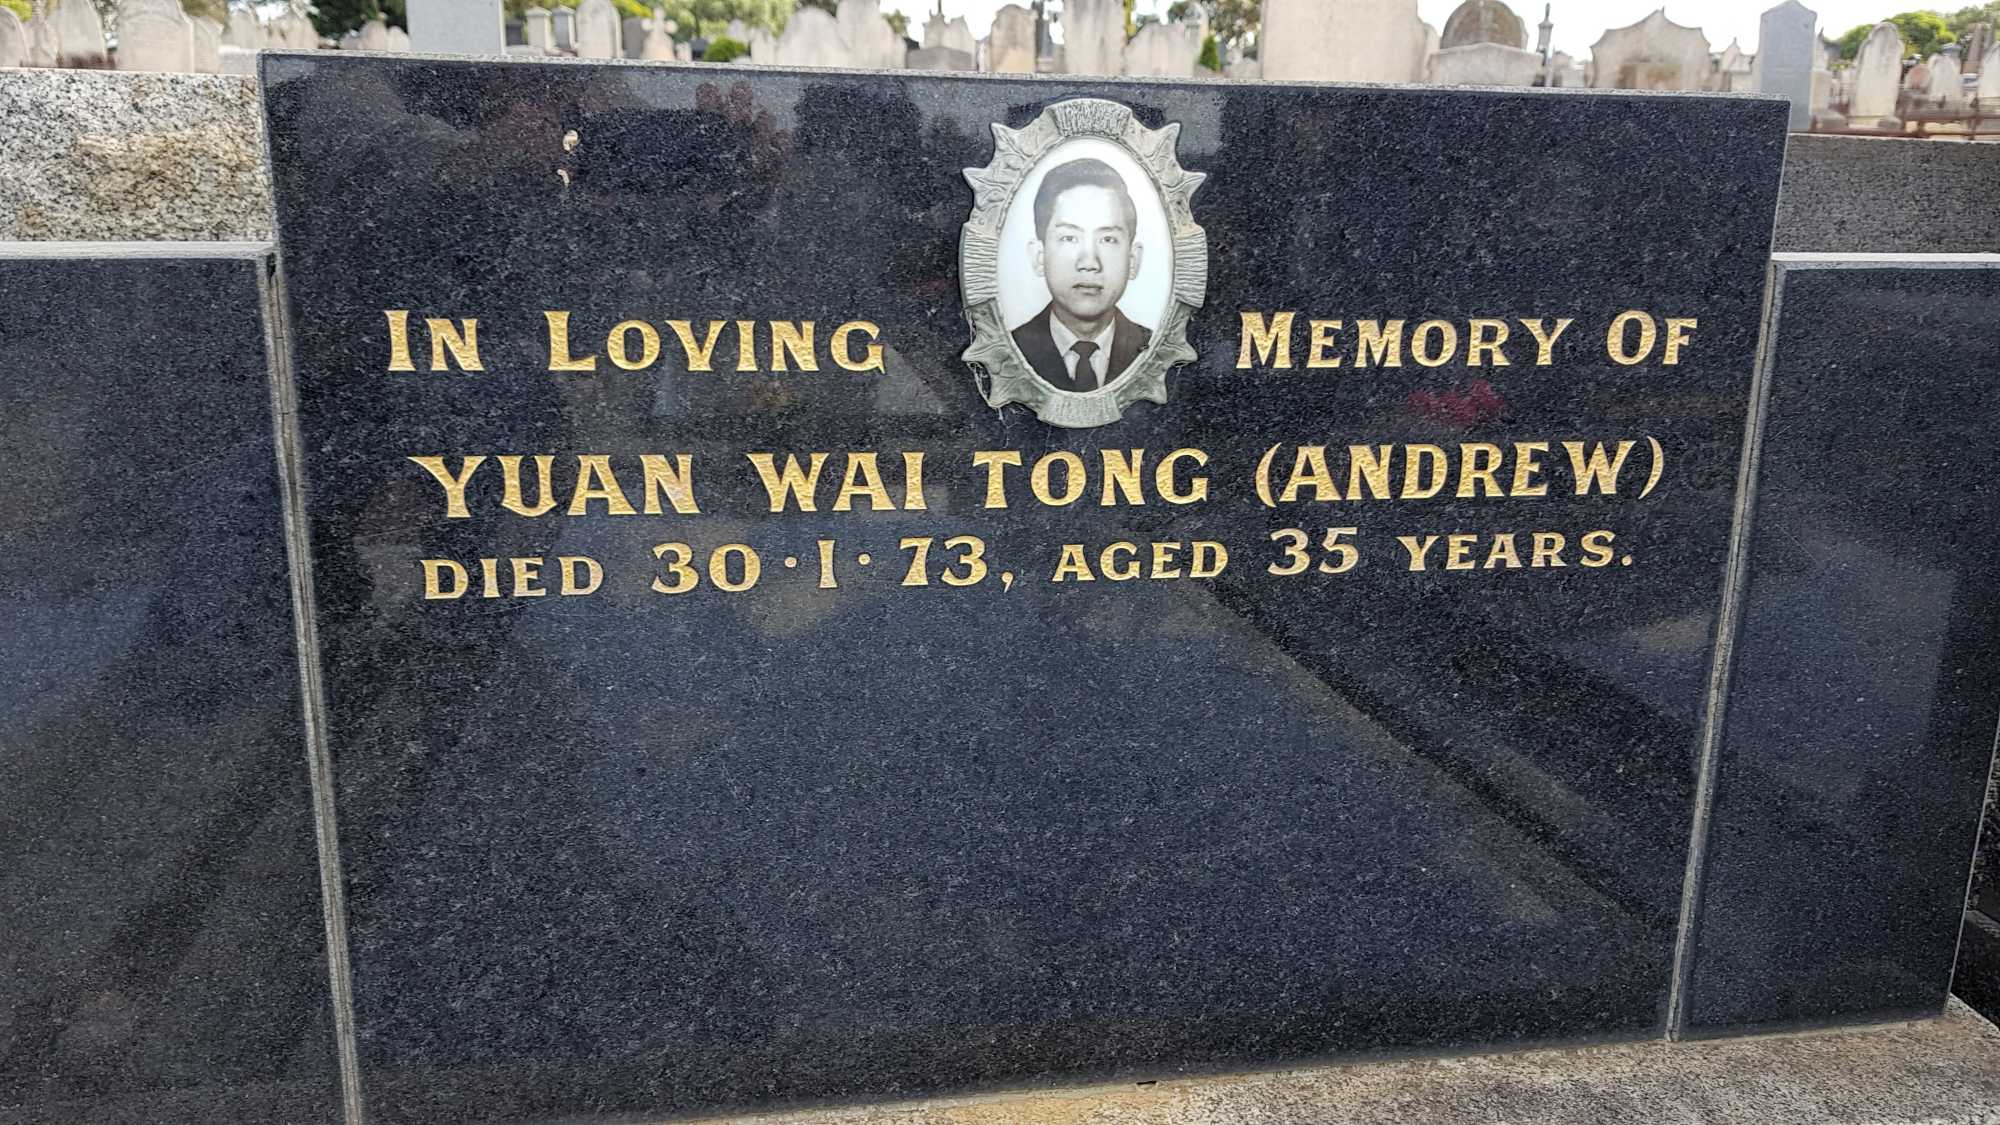 In Loving Memory Of
YUAN WAI TONG (ANDREW)
DIED 30·1·73, AGED 35 YEARS.